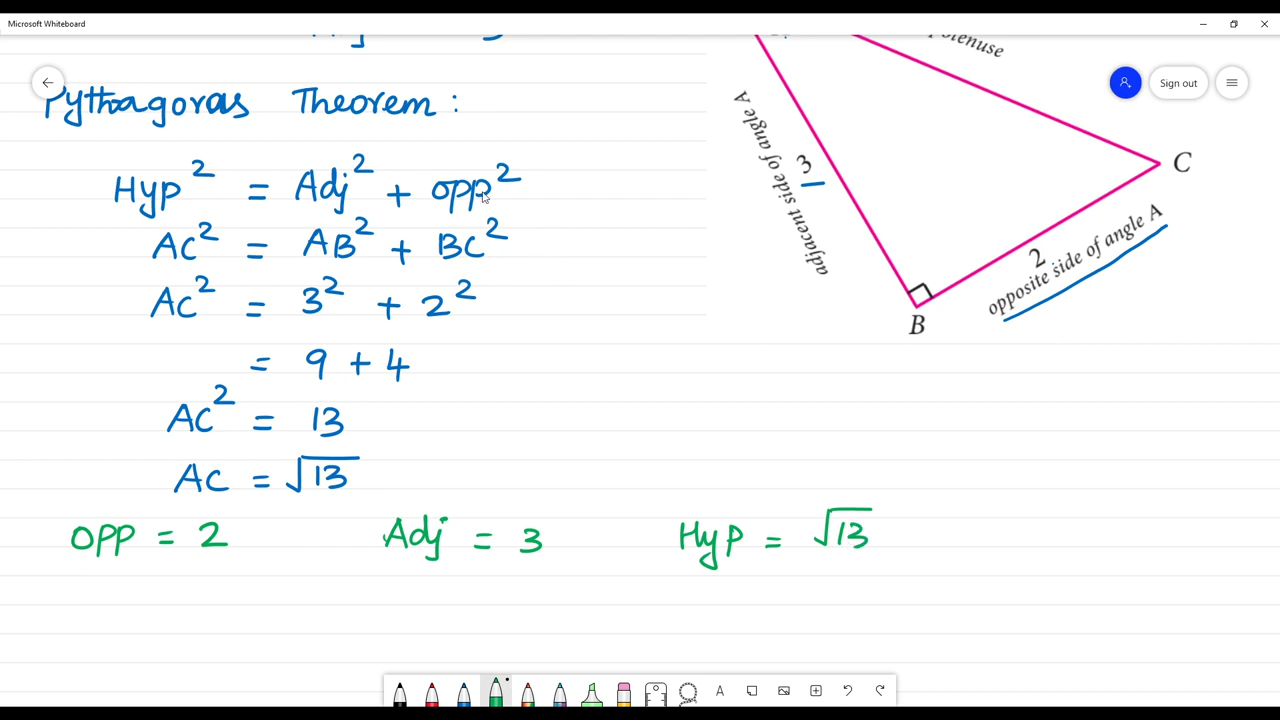 Microsoft Whiteboard
Sign out
Pythagoras Theorem :
Hyp² = Adj² + opp²
AC² = AB² + BC²
AC² = 3² + 2²
= 9 + 4
AC² = 13
AC = √13
OPP = 2 Adj = 3 Hyp = √13
adjacent side of angle A
3
C
2
opposite side of angle A
B
A